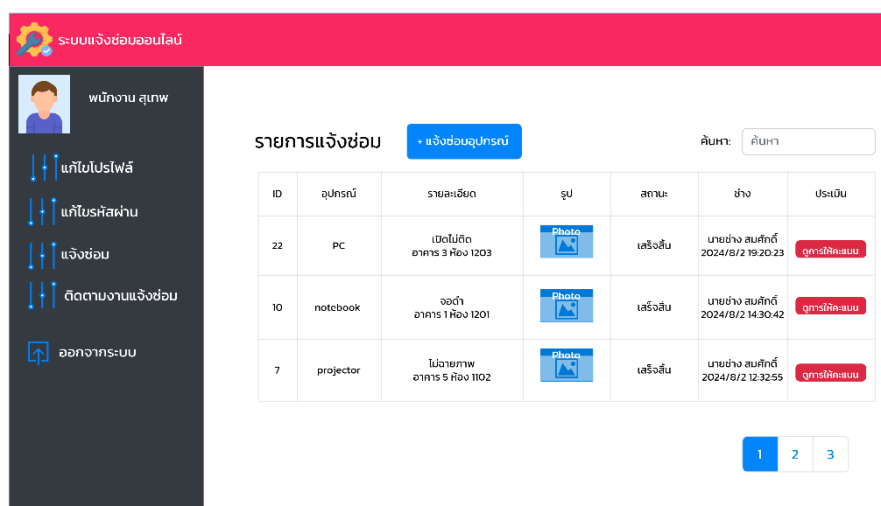 ระบบแจ้งซ่อมออนไลน์
พนักงาน สุเทพ
แก้ไขโปรไฟล์
แก้ไขรหัสผ่าน
แจ้งซ่อม
ติดตามงานแจ้งซ่อม
ออกจากระบบ
รายการแจ้งซ่อม
+ แจ้งซ่อมอุปกรณ์
ค้นหา: ค้นหา
ID อุปกรณ์ รายละเอียด รูป สถานะ ช่าง ประเมิน
22 PC เปิดไม่ติด
อาคาร 3 ห้อง 1203
Photo
เสร็จสิ้น
นายช่าง สมศักดิ์
2024/8/2 19:20:23
ดูการให้คะแนน
10 notebook จอดำ
อาคาร 1 ห้อง 1201
Photo
เสร็จสิ้น
นายช่าง สมศักดิ์
2024/8/2 14:30:42
ดูการให้คะแนน
7 projector ไม่ฉายภาพ
อาคาร 5 ห้อง 1102
Photo
เสร็จสิ้น
นายช่าง สมศักดิ์
2024/8/2 12:32:55
ดูการให้คะแนน
1 2 3